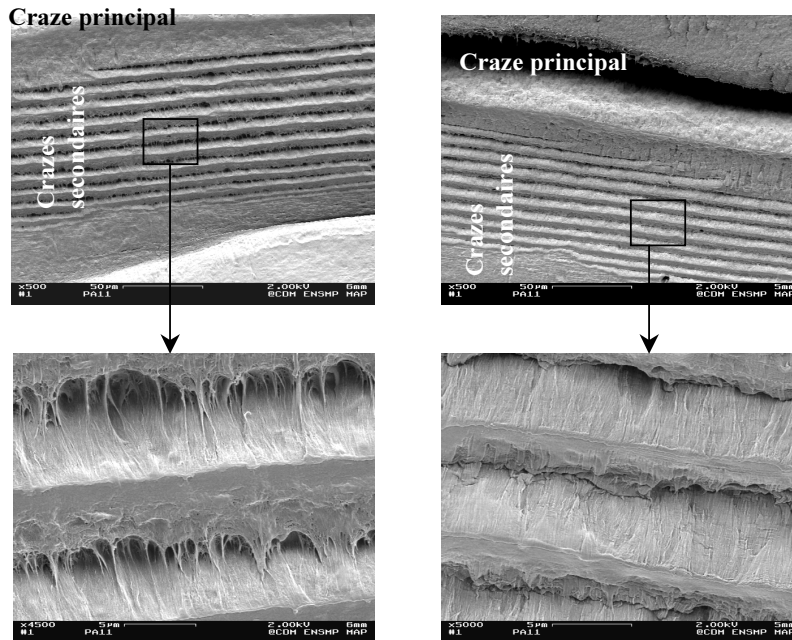 Craze principal
Crazes
secondaires
x500 50µm 2.00kV 6mm
#1 PA11 @CDM ENSMP MAP
Craze principal
Crazes
secondaires
x500 50µm 2.00kV 5mm
#1 PA11 @CDM ENSMP MAP
x4500 5µm 2.00kV 6mm
#1 PA11 @CDM ENSMP MAP
x5000 5µm 2.00kV 5mm
#1 PA11 @CDM ENSMP MAP